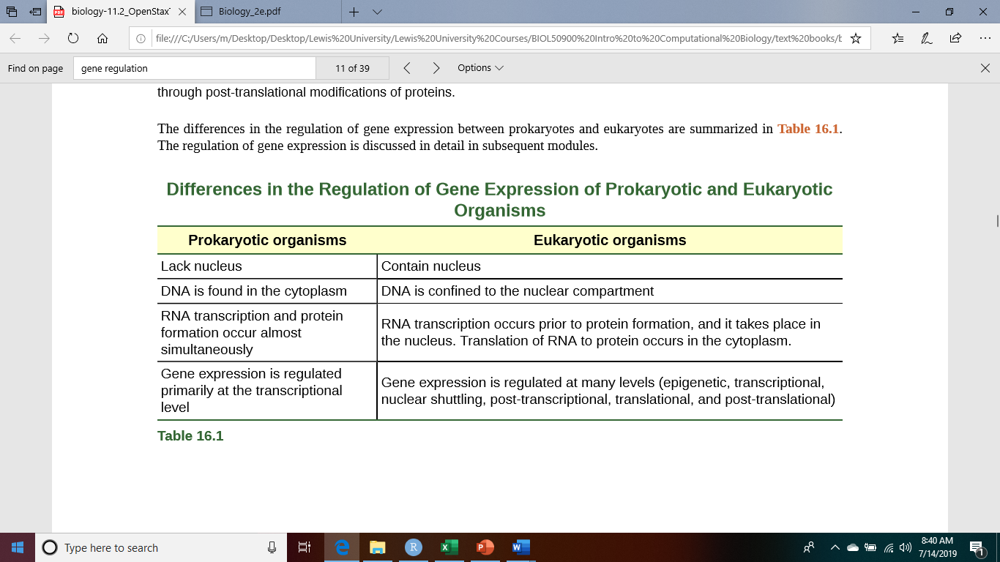 biology-11.2_OpenStax
Biology_2e.pdf
file:///C:/Users/m/Desktop/Desktop/Lewis%20University/Lewis%20University%20Courses/BIOL50900%20Intro%20to%20Computational%20Biology/text%20books/t
Find on page
gene regulation
11 of 39
Options
through post-translational modifications of proteins.
The differences in the regulation of gene expression between prokaryotes and eukaryotes are summarized in Table 16.1.
The regulation of gene expression is discussed in detail in subsequent modules.
Differences in the Regulation of Gene Expression of Prokaryotic and Eukaryotic
Organisms
Prokaryotic organisms
Eukaryotic organisms
Lack nucleus
Contain nucleus
DNA is found in the cytoplasm
DNA is confined to the nuclear compartment
RNA transcription and protein
formation occur almost
simultaneously
RNA transcription occurs prior to protein formation, and it takes place in
the nucleus. Translation of RNA to protein occurs in the cytoplasm.
Gene expression is regulated
primarily at the transcriptional
level
Gene expression is regulated at many levels (epigenetic, transcriptional,
nuclear shuttling, post-transcriptional, translational, and post-translational)
Table 16.1
Type here to search
8:40 AM
7/14/2019